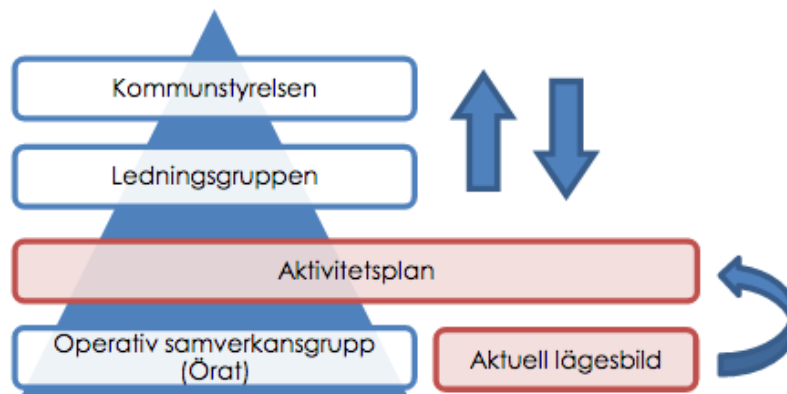 Kommunstyrelsen
Ledningsgruppen
Aktivitetsplan
Operativ samverkansgrupp
(Örat)
Aktuell lägesbild